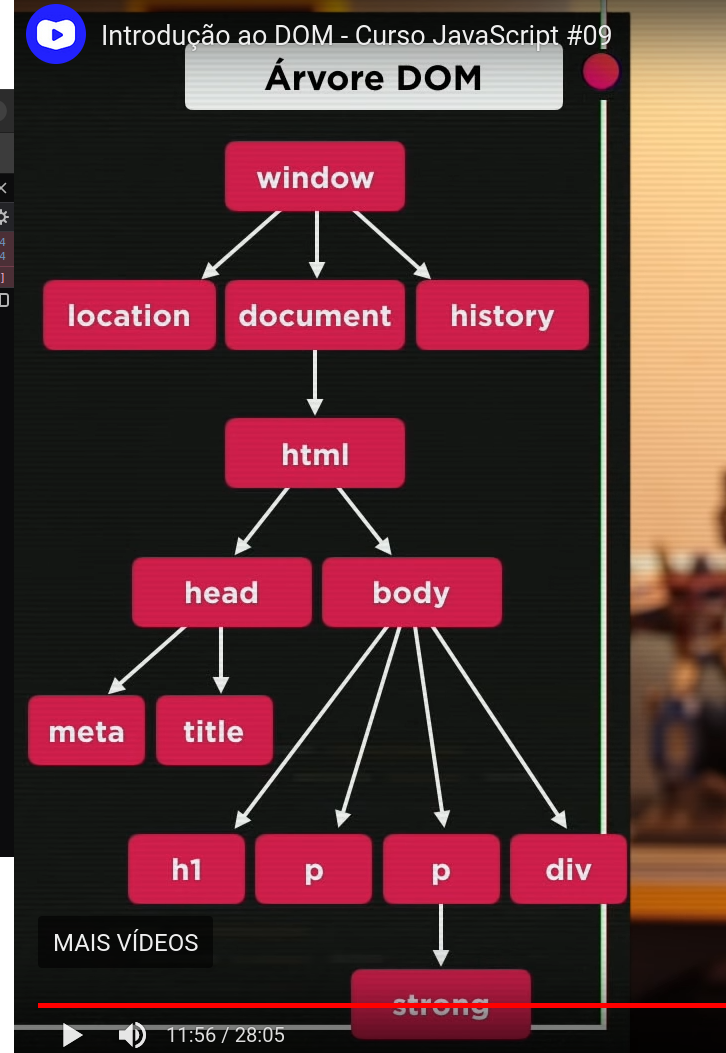 Introdução ao DOM - Curso JavaScript #09
Árvore DOM
window
location document history
html
head body
meta title
h1 p p div
MAIS VÍDEOS
strong
11:56 / 28:05